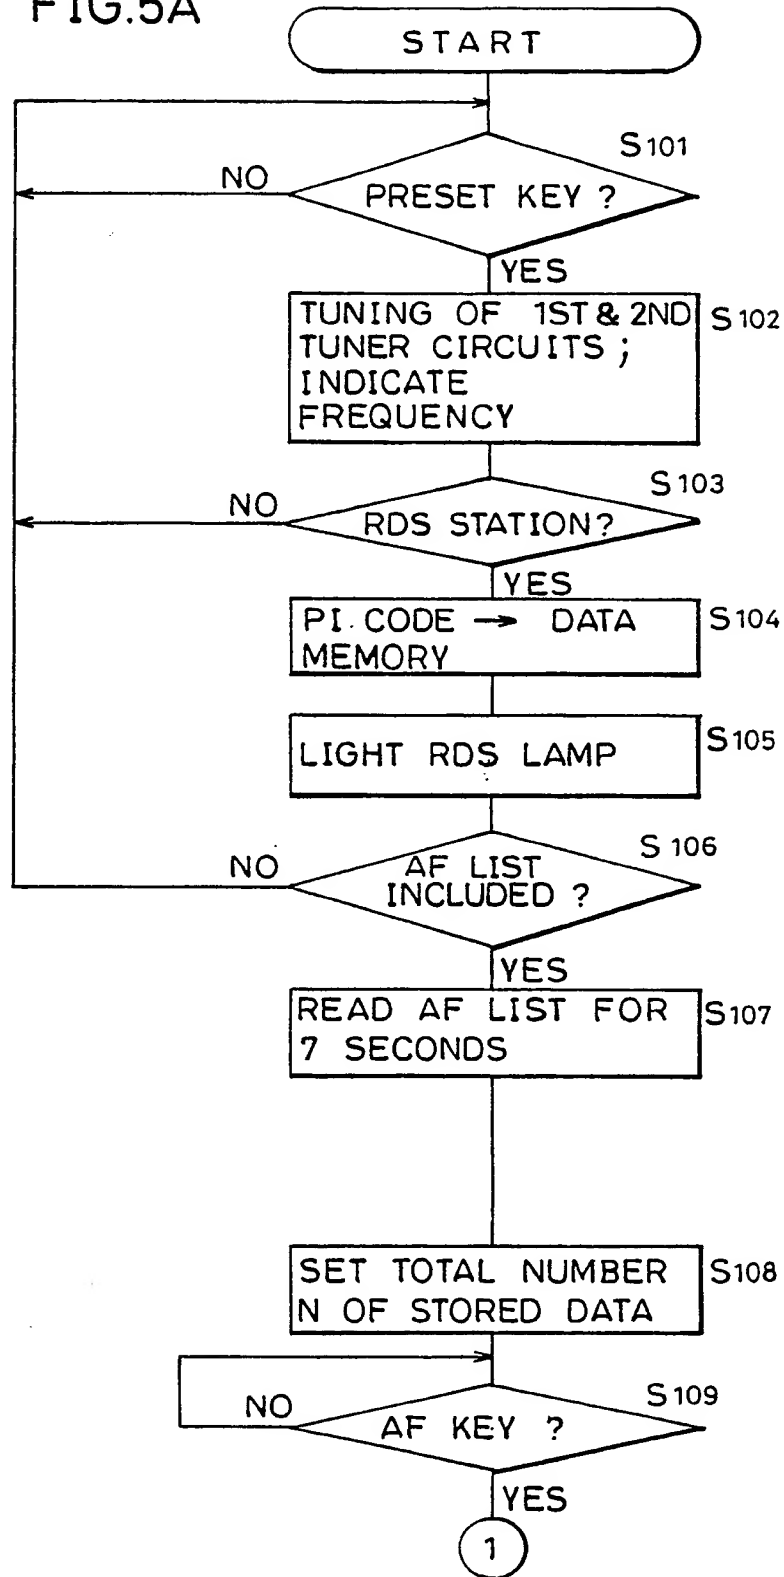 FIG.5A
START
S101
NO
PRESET KEY ?
YES
TUNING OF 1ST & 2ND
TUNER CIRCUITS ;
INDICATE
FREQUENCY
S102
S103
NO
RDS STATION?
YES
PI. CODE → DATA
MEMORY
S104
LIGHT RDS LAMP
S105
S106
NO
AF LIST
INCLUDED ?
YES
READ AF LIST FOR
7 SECONDS
S107
SET TOTAL NUMBER
N OF STORED DATA
S108
S109
NO
AF KEY ?
YES
1